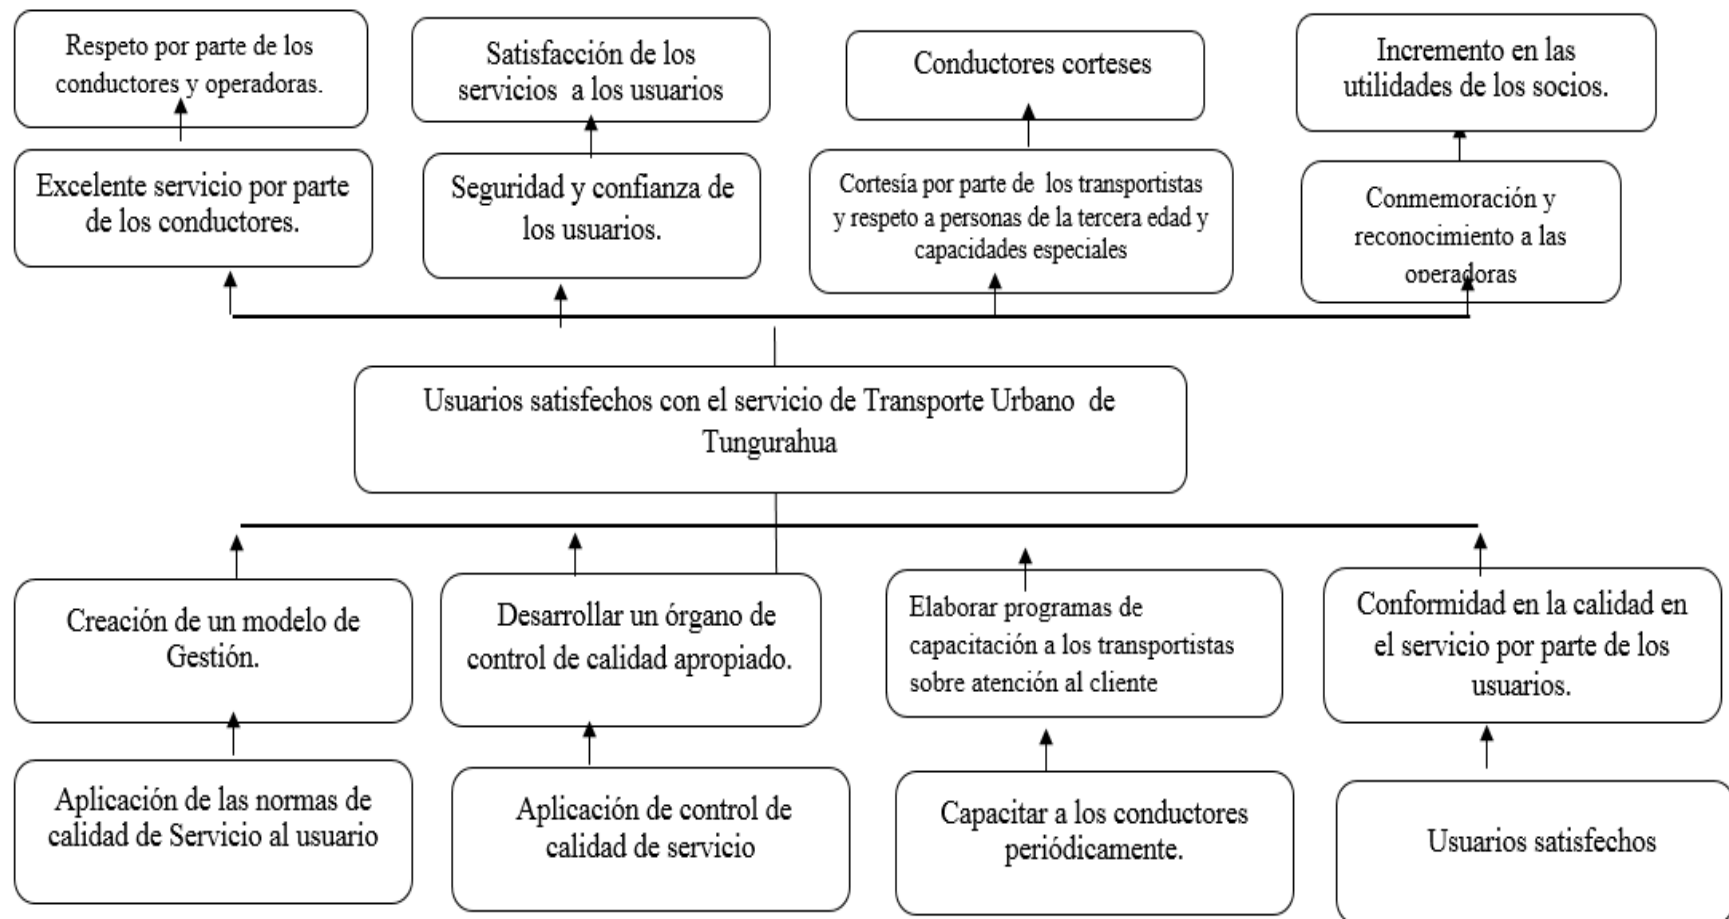 Respeto por parte de los
conductores y operadoras.
Satisfacción de los
servicios a los usuarios
Conductores corteses
Incremento en las
utilidades de los socios.
Excelente servicio por parte
de los conductores.
Seguridad y confianza de
los usuarios.
Cortesía por parte de los transportistas
y respeto a personas de la tercera edad y
capacidades especiales
Conmemoración y
reconocimiento a las
operadoras
Usuarios satisfechos con el servicio de Transporte Urbano de
Tungurahua
Creación de un modelo de
Gestión.
Desarrollar un órgano de
control de calidad apropiado.
Elaborar programas de
capacitación a los transportistas
sobre atención al cliente
Conformidad en la calidad en
el servicio por parte de los
usuarios.
Aplicación de las normas de
calidad de Servicio al usuario
Aplicación de control de
calidad de servicio
Capacitar a los conductores
periódicamente.
Usuarios satisfechos